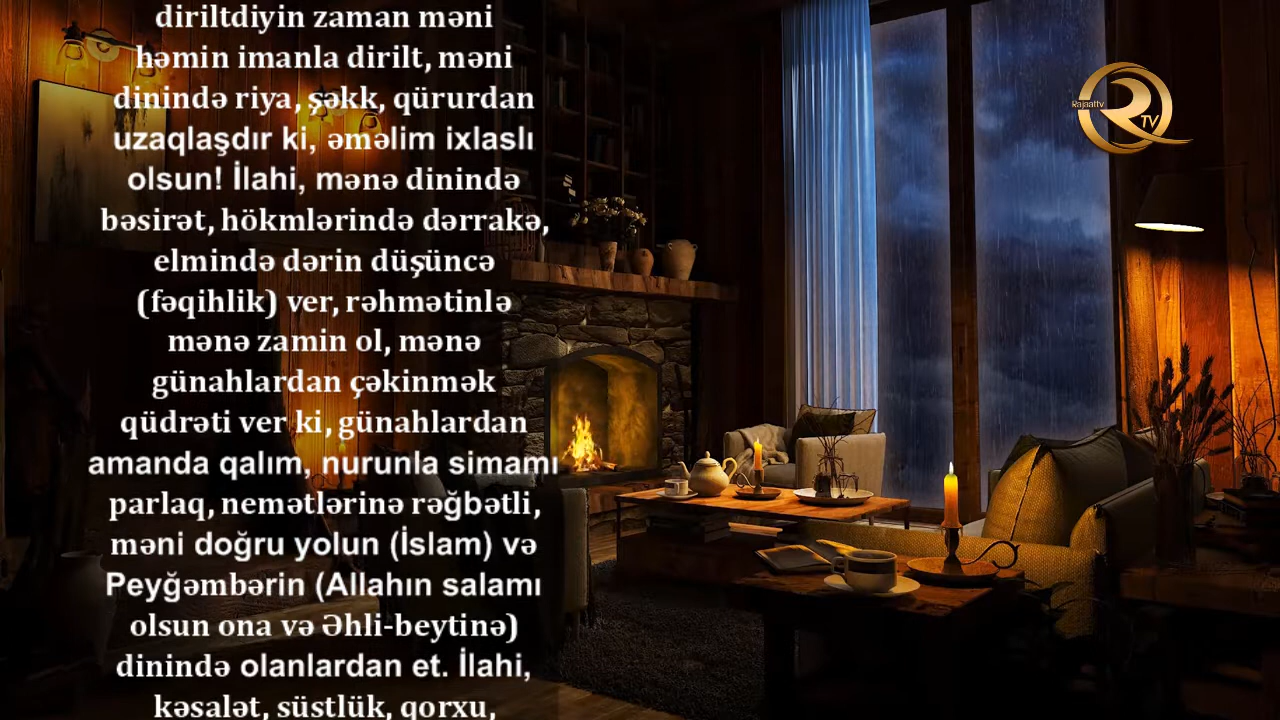 diriltdiyin zaman məni
həmin imanla dirilt, məni
dinində riya, şəkk, qürurdan
uzaqlaşdır ki, əməlim ixlaslı
olsun! İlahi, mənə dinində
bəsirət, hökmlərində dərrakə,
elmində dərin düşüncə
(fəqihlik) ver, rəhmətinlə
mənə zamin ol, mənə
günahlardan çəkinmək
qüdrəti ver ki, günahlardan
amanda qalım, nurunla simamı
parlaq, nemətlərinə rəğbətli,
məni doğru yolun (İslam) və
Peyğəmbərin (Allahın salamı
olsun ona və Əhli-beytinə)
dinində olanlardan et. İlahi,
kəsalət, süstlük, qorxu,
Rajaattv
R TV